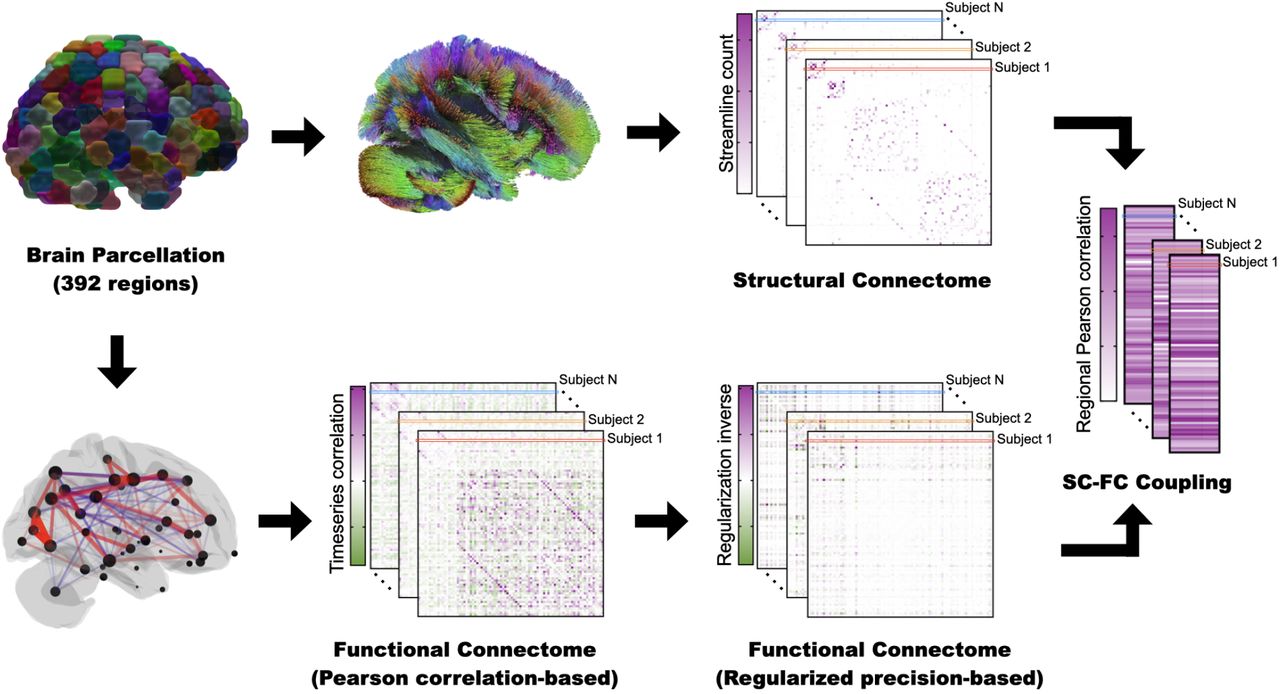 Brain Parcellation
(392 regions)
Streamline count
Subject N
Subject 2
Subject 1
Structural Connectome
Timeseries correlation
Subject N
Subject 2
Subject 1
Functional Connectome
(Pearson correlation-based)
Regularization inverse
Subject N
Subject 2
Subject 1
Functional Connectome
(Regularized precision-based)
Regional Pearson correlation
Subject N
Subject 2
Subject 1
SC-FC Coupling